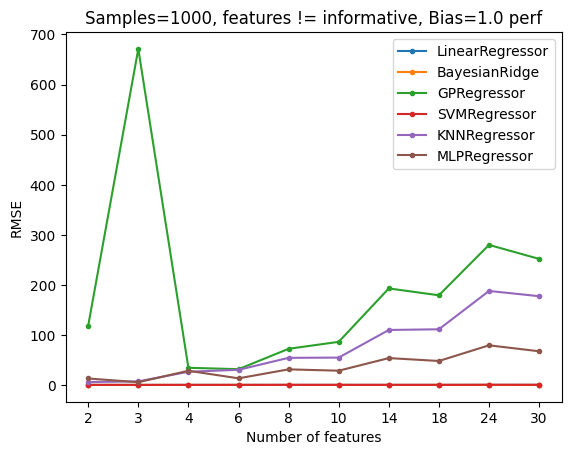 Samples=1000, features != informative, Bias=1.0 perf
700
600
500
400
300
200
100
0
RMSE
LinearRegressor
BayesianRidge
GPRegressor
SVMRegressor
KNNRegressor
MLPRegressor
2 3 4 6 8 10 14 18 24 30
Number of features